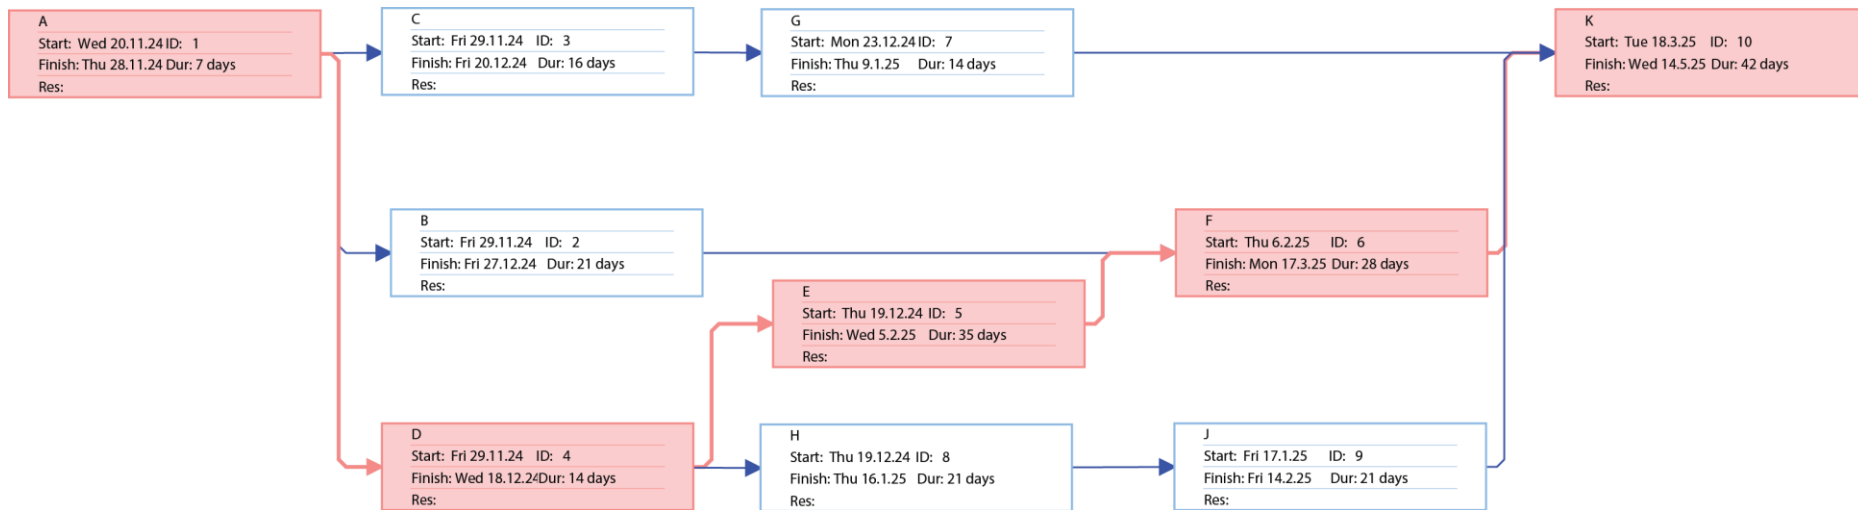 A
Start: Wed 20.11.24 ID: 1
Finish: Thu 28.11.24 Dur: 7 days
Res:
C
Start: Fri 29.11.24 ID: 3
Finish: Fri 20.12.24 Dur: 16 days
Res:
G
Start: Mon 23.12.24 ID: 7
Finish: Thu 9.1.25 Dur: 14 days
Res:
K
Start: Tue 18.3.25 ID: 10
Finish: Wed 14.5.25 Dur: 42 days
Res:
B
Start: Fri 29.11.24 ID: 2
Finish: Fri 27.12.24 Dur: 21 days
Res:
F
Start: Thu 6.2.25 ID: 6
Finish: Mon 17.3.25 Dur: 28 days
Res:
E
Start: Thu 19.12.24 ID: 5
Finish: Wed 5.2.25 Dur: 35 days
Res:
D
Start: Fri 29.11.24 ID: 4
Finish: Wed 18.12.24 Dur: 14 days
Res:
H
Start: Thu 19.12.24 ID: 8
Finish: Thu 16.1.25 Dur: 21 days
Res:
J
Start: Fri 17.1.25 ID: 9
Finish: Fri 14.2.25 Dur: 21 days
Res: